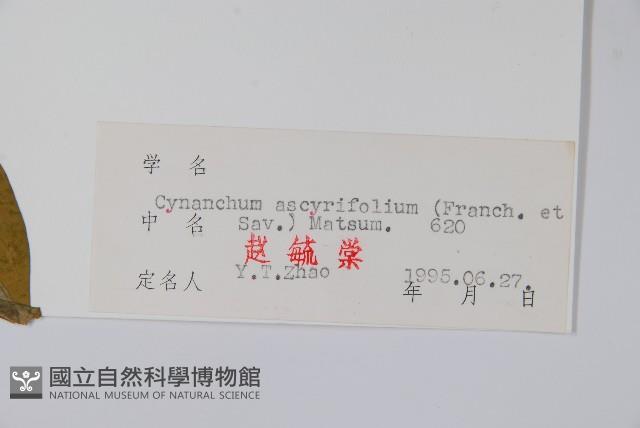 学 名
Cynanchum ascyrifolium (Franch. et
中 名 Sav.) Matsum. 620
赵毓棠
定名人 Y.T.Zhao 1995.06.27.
年 月 日
國立自然科學博物館
NATIONAL MUSEUM OF NATURAL SCIENCE